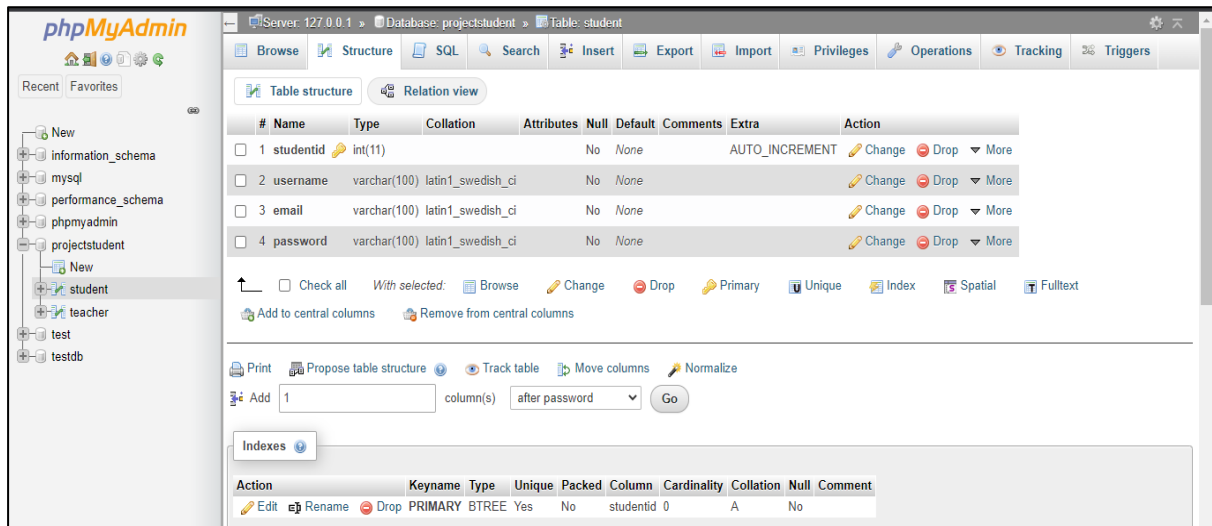 phpMyAdmin
Recent Favorites
New
information_schema
mysql
performance_schema
phpmyadmin
projectstudent
New
student
teacher
test
testdb
Server: 127.0.0.1 » Database: projectstudent » Table: student
Browse Structure SQL Search Insert Export Import Privileges Operations Tracking Triggers
Table structure Relation view
# Name Type Collation Attributes Null Default Comments Extra Action
1 studentid int(11) No None AUTO_INCREMENT Change Drop More
2 username varchar(100) latin1_swedish_ci No None Change Drop More
3 email varchar(100) latin1_swedish_ci No None Change Drop More
4 password varchar(100) latin1_swedish_ci No None Change Drop More
Check all With selected: Browse Change Drop Primary Unique Index Spatial Fulltext
Add to central columns Remove from central columns
Print Propose table structure Track table Move columns Normalize
Add 1 column(s) after password Go
Indexes
Action Keyname Type Unique Packed Column Cardinality Collation Null Comment
Edit Rename Drop PRIMARY BTREE Yes No studentid 0 A No